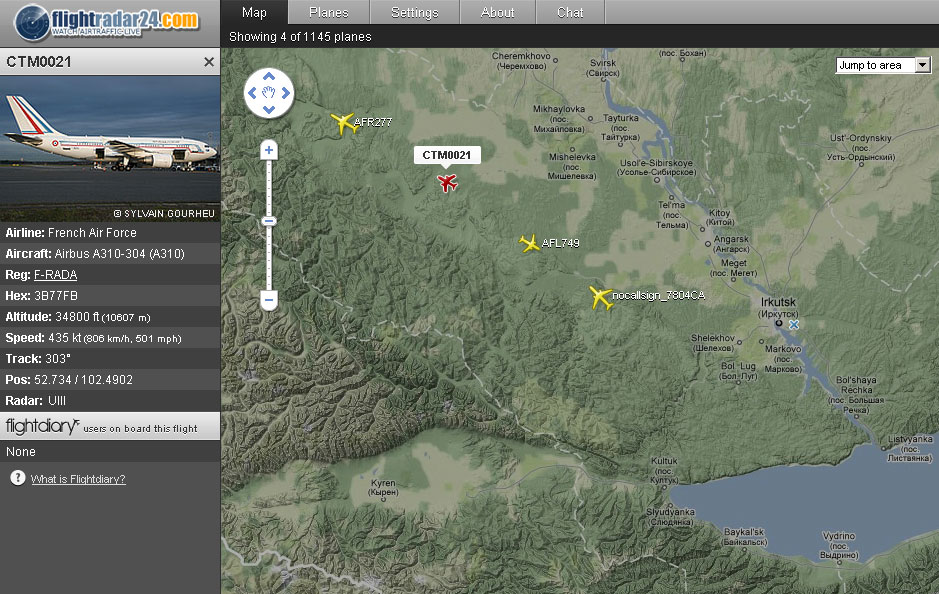 flightradar24.com
WATCH AIRTRAFFIC LIVE
Map
Planes
Settings
About
Chat
Showing 4 of 1145 planes
CTM0021
© SYLVAIN.GOURHEU
Airline: French Air Force
Aircraft: Airbus A310-304 (A310)
Reg: F-RADA
Hex: 3B77FB
Altitude: 34800 ft (10607 m)
Speed: 435 kt (806 km/h, 501 mph)
Track: 303°
Pos: 52.734 / 102.4902
Radar: UIII
flightdiary users on board this flight
None
? What is Flightdiary?
Jump to area
Cheremkhovo
(Черемхово)
Svirsk
(Свирск)
(пос.
Бохан)
Mikhaylovka
(пос.
Михайловка)
Tayturka
(пос.
Тайтурка)
Ust'-Ordynskiy
(пос.
Усть-Ордынский)
AFR277
CTM0021
Mishelevka
(пос.
Мишелевка)
Usol'e-Sibirskoye
(Усолье-Сибирское)
Tel'ma
(пос.
Тельма)
Kitoy
(Китой)
AFL749
Angarsk
(Ангарск)
Meget
(пос. Мегет)
nocallsign_7804CA
Irkutsk
(Иркутск)
Shelekhov
(Шелехов)
Markovo
(пос.
Марково)
Bol. Lug
(Бол. Луг)
Bol'shaya
Rechka
(пос. Большая
Речка)
Listvyanka
(пос.
Листвянка)
Kultuk
(пос.
Култук)
Kyren
(Кырен)
Slyudyanka
(Слюдянка)
Baykal'sk
(Байкальск)
Vydrino
(пос.
Выдрино)